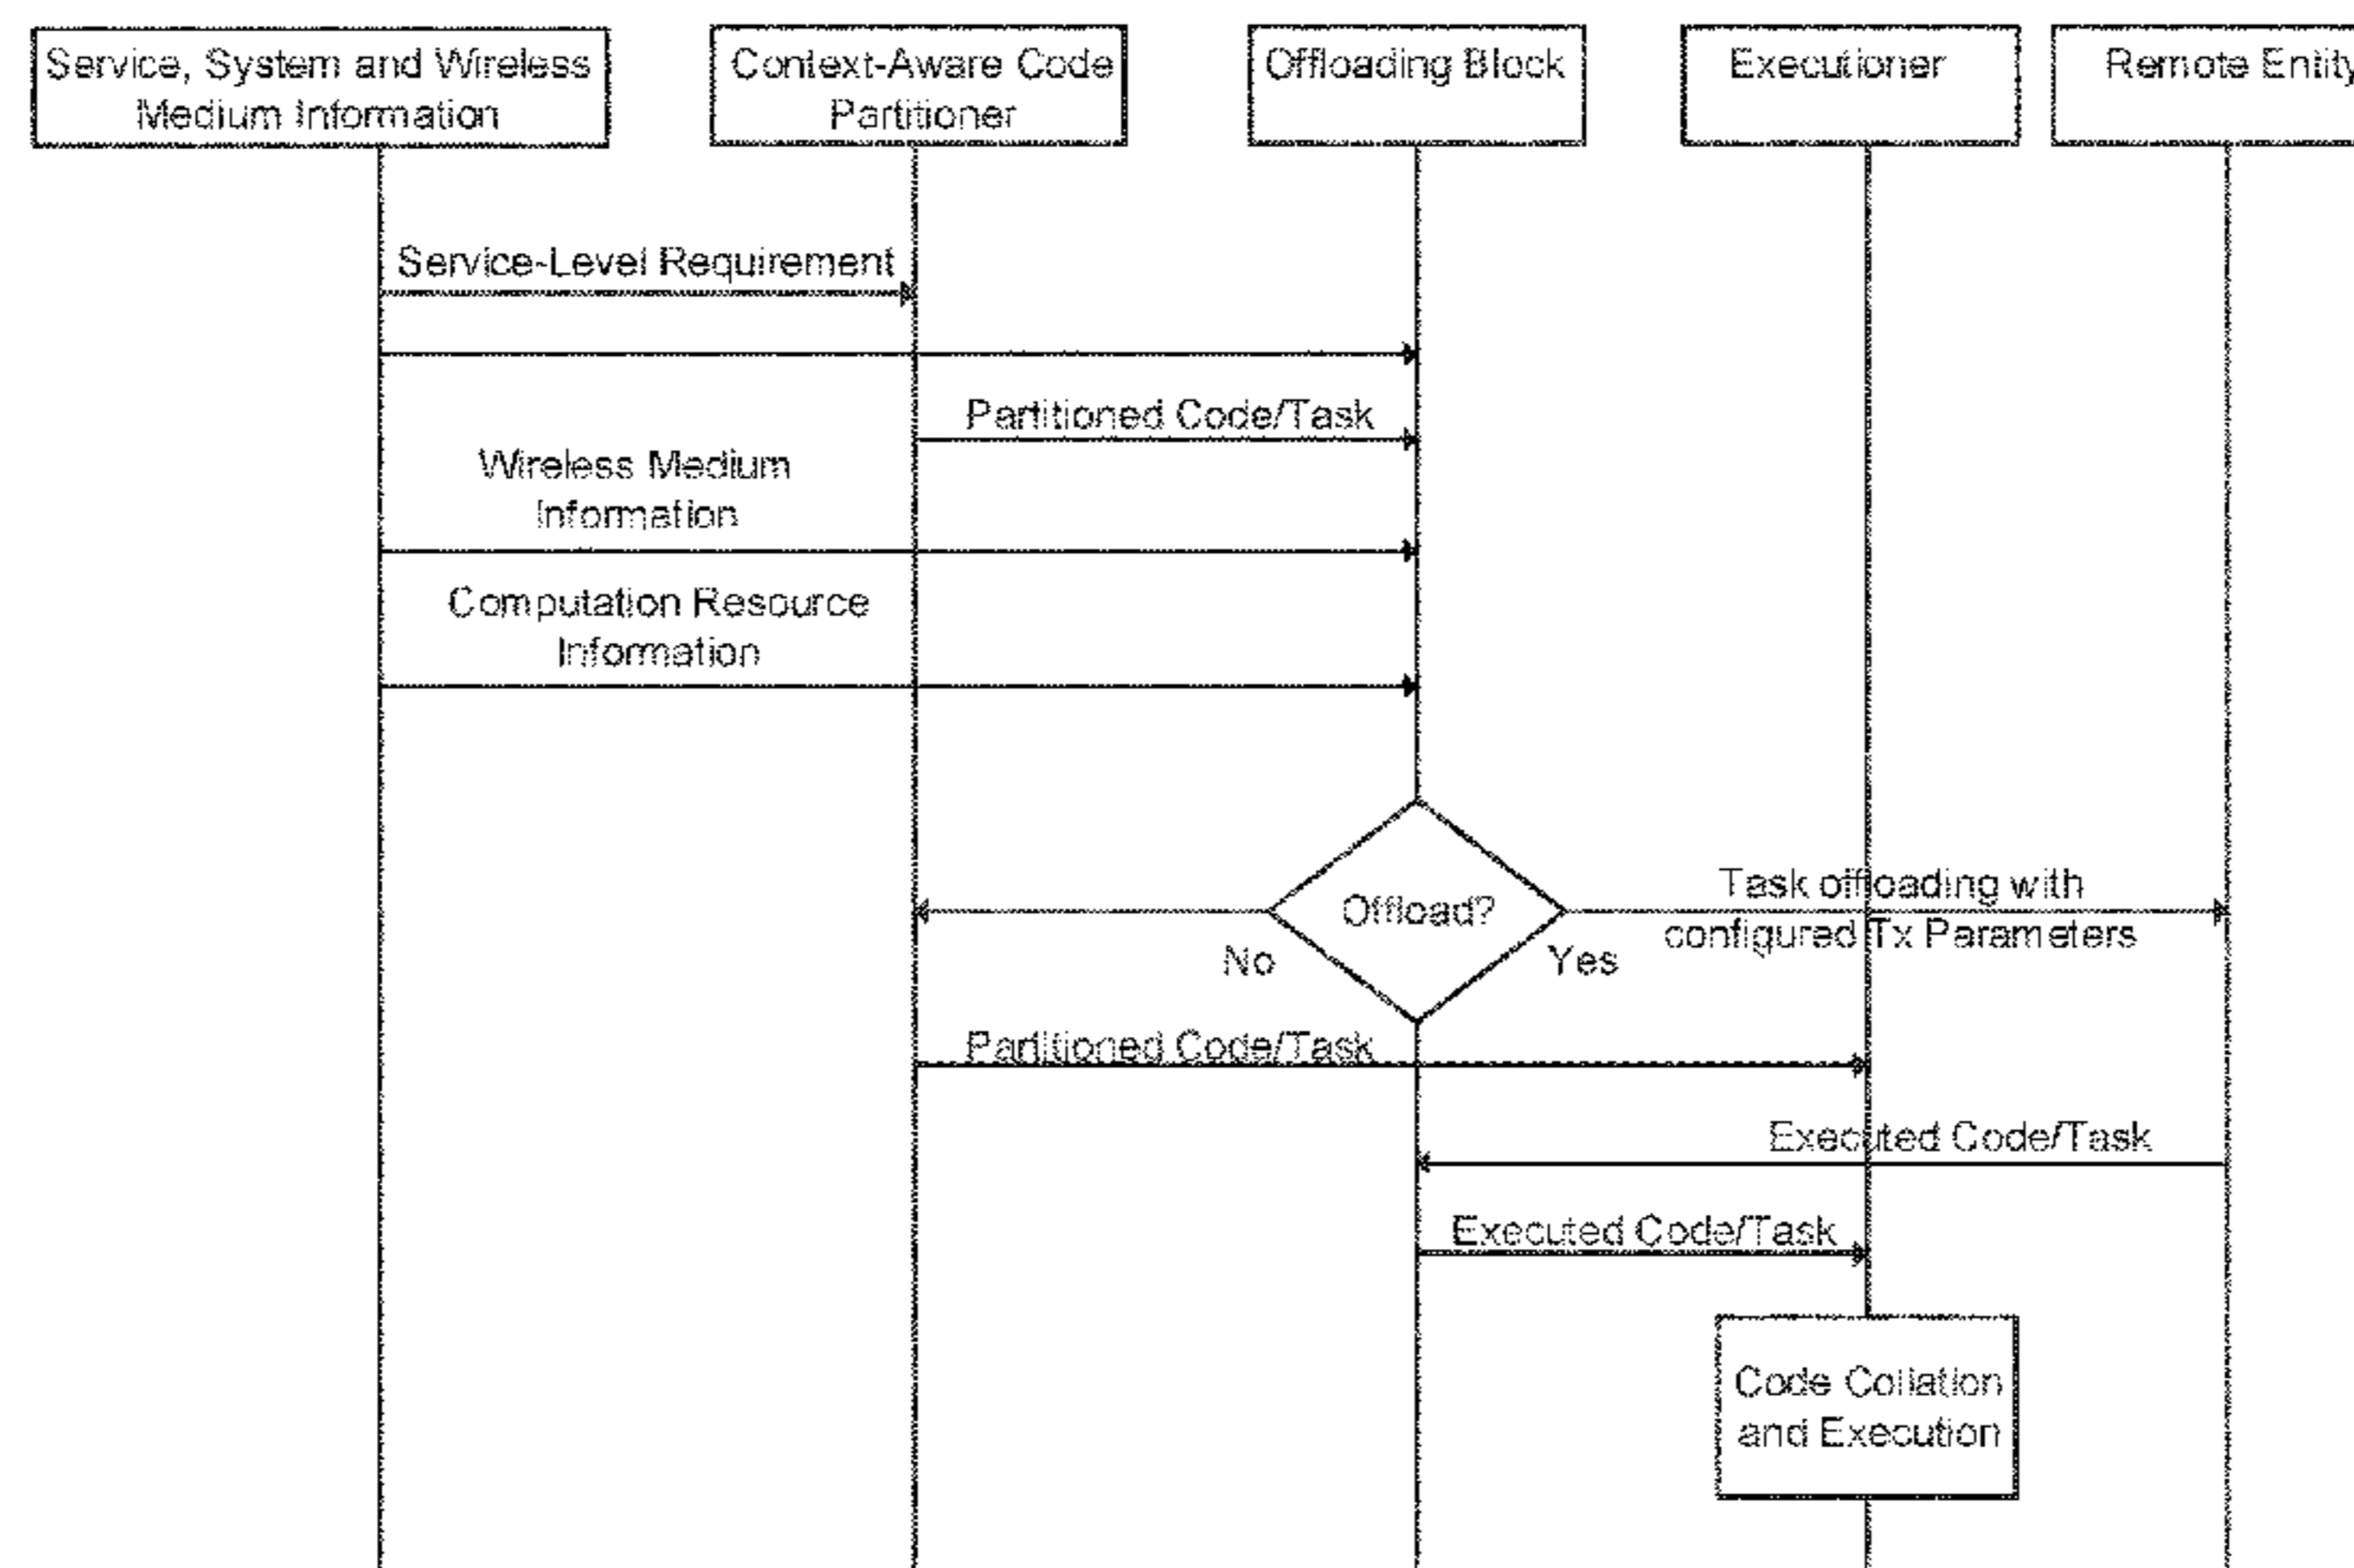 Service, System and Wireless
Medium Information
Context-Aware Code
Partitioner
Offloading Block
Executioner
Remote Entity
Service-Level Requirement
Partitioned Code/Task
Wireless Medium
Information
Computation Resource
Information
Offload?
No
Yes
Task offloading with
configured Tx Parameters
Partitioned Code/Task
Executed Code/Task
Executed Code/Task
Code Collation
and Execution